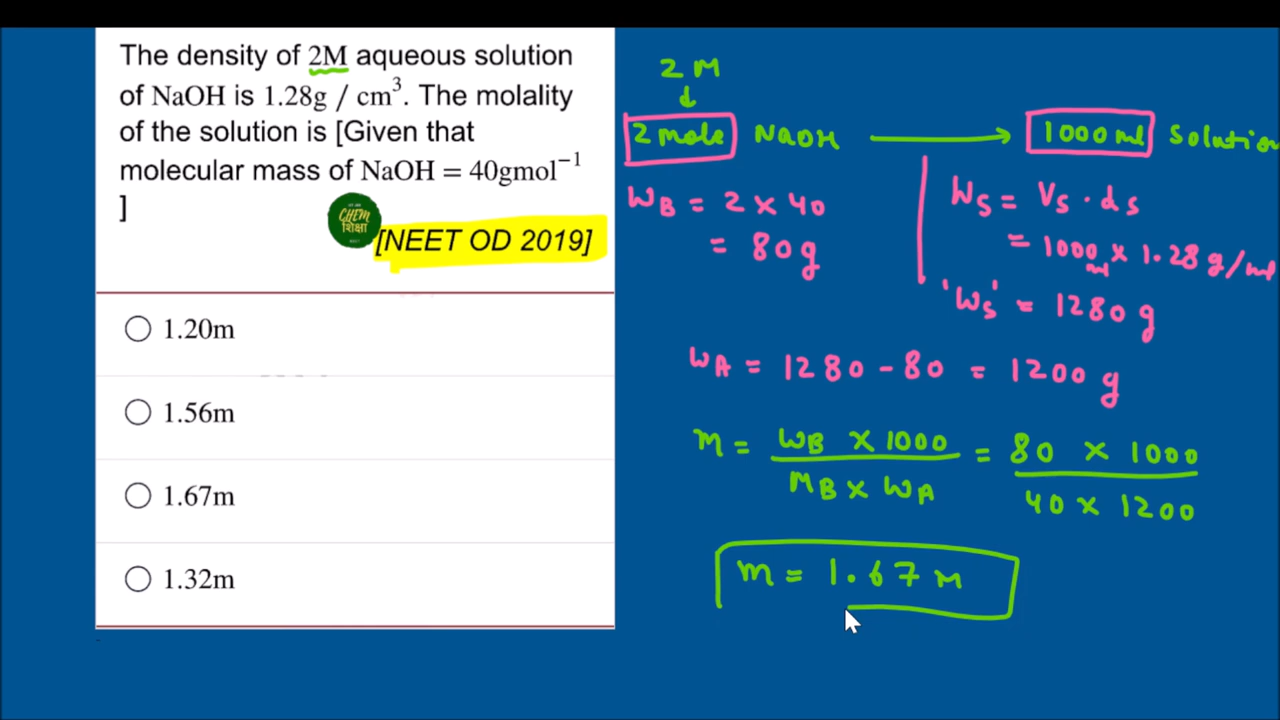 The density of 2M aqueous solution
of NaOH is 1.28g / cm³. The molality
of the solution is [Given that
molecular mass of NaOH = 40gmol⁻¹
]
CHEM
शिक्षा
[NEET OD 2019]
1.20m
1.56m
1.67m
1.32m
2 M
↓
2 mole NaOH → 1000 ml Solution
W_B = 2 × 40
= 80g
W_S = V_S · d_S
= 1000 ml × 1.28 g/ml
'W_S' = 1280 g
W_A = 1280 - 80 = 1200 g
m = W_B × 1000 / M_B × W_A = 80 × 1000 / 40 × 1200
m = 1.67 M